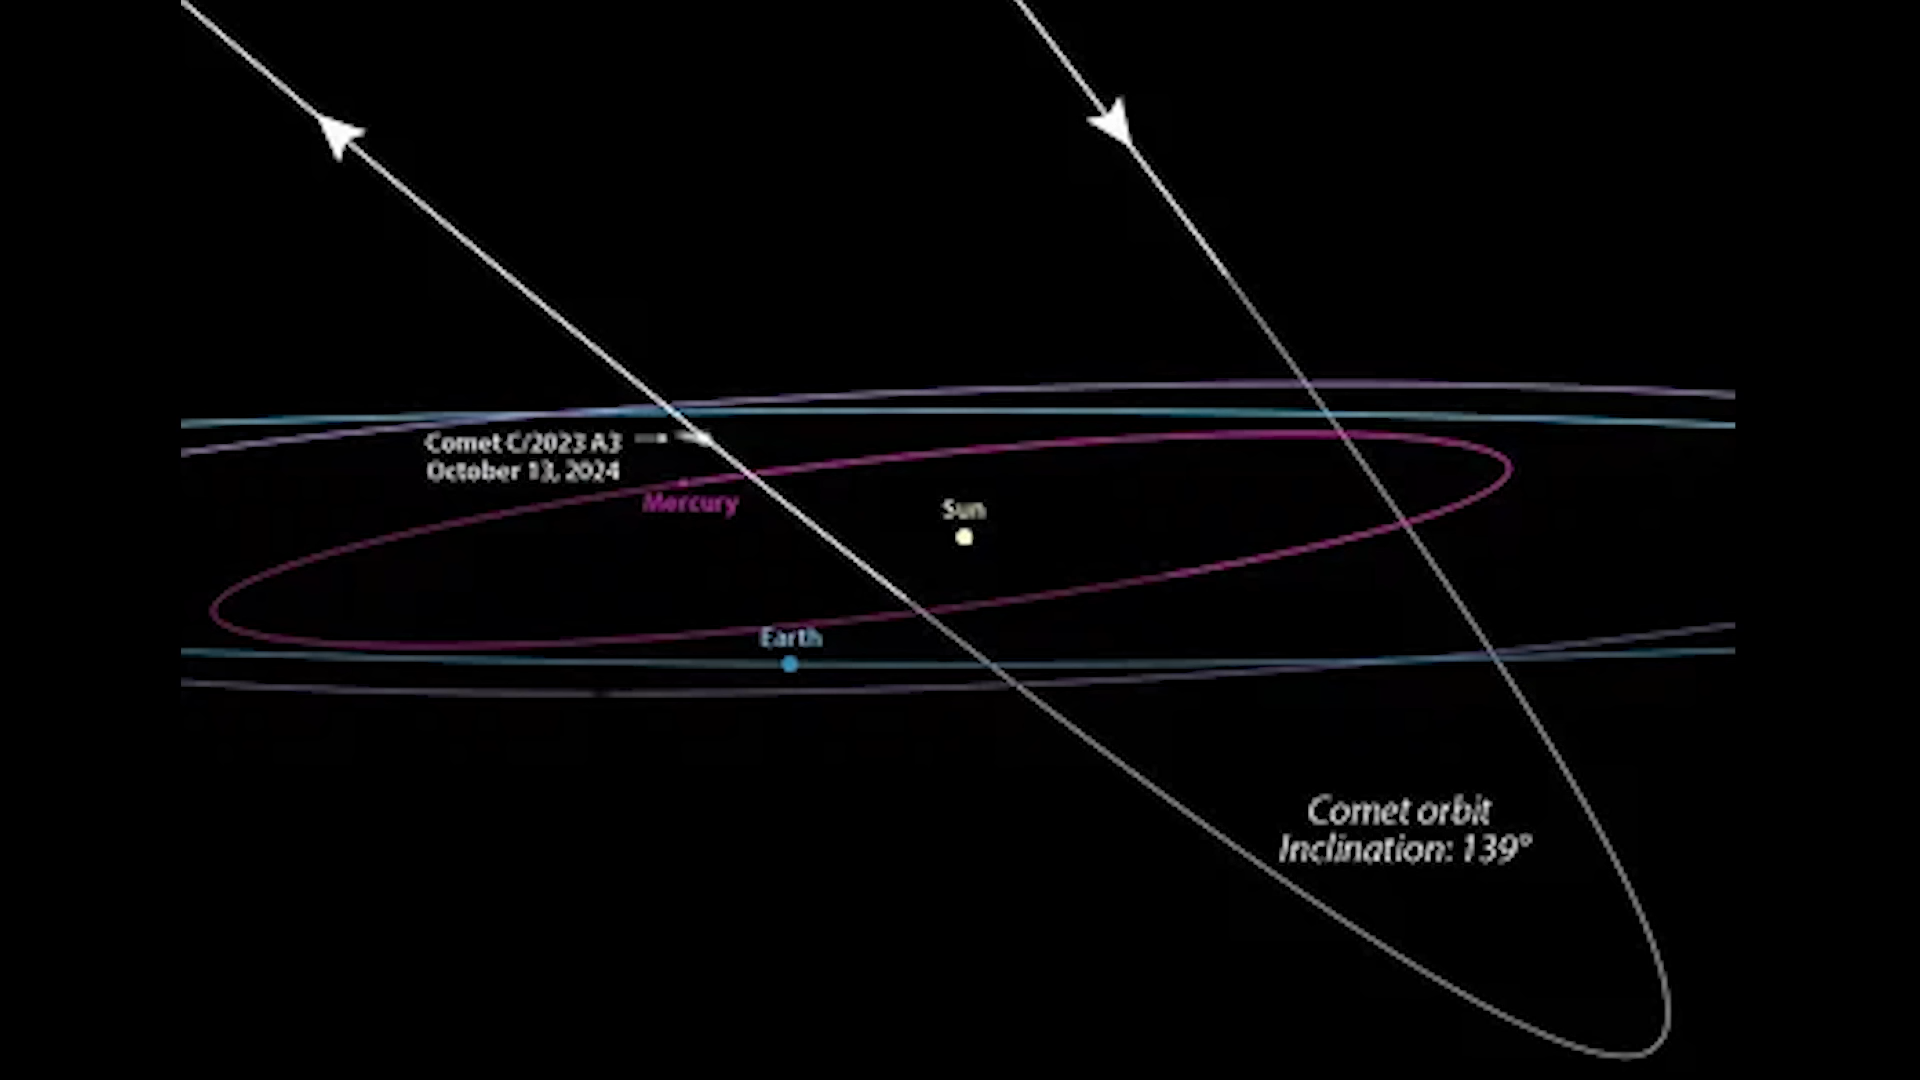 Comet C/2023 A3
October 13, 2024
Mercury
Sun
Earth
Comet orbit
Inclination: 139°